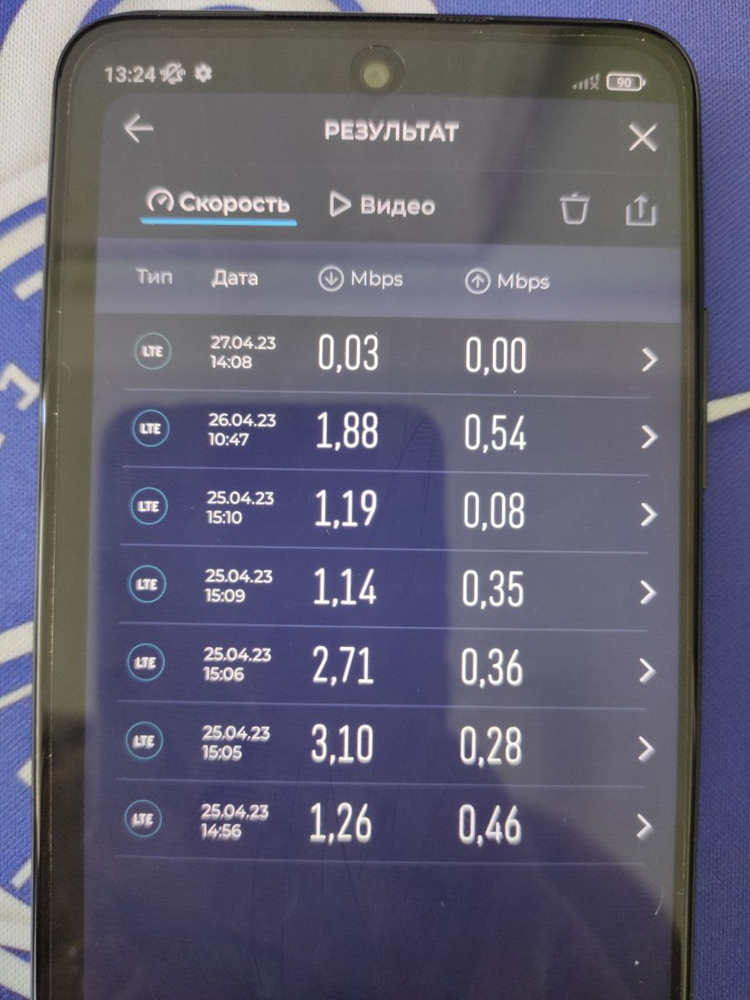 13:24 90
РЕЗУЛЬТАТ
Скорость Видео
Тип Дата Mbps Mbps
LTE 27.04.23 14:08 0,03 0,00
LTE 26.04.23 10:47 1,88 0,54
LTE 25.04.23 15:10 1,19 0,08
LTE 25.04.23 15:09 1,14 0,35
LTE 25.04.23 15:06 2,71 0,36
LTE 25.04.23 15:05 3,10 0,28
LTE 25.04.23 14:56 1,26 0,46